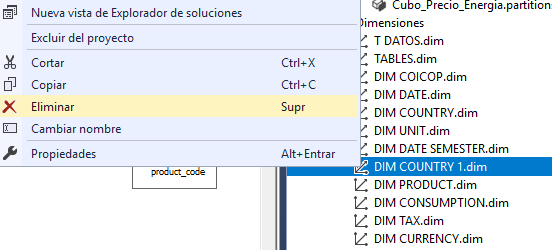 Nueva vista de Explorador de soluciones
Excluir del proyecto
Cortar Ctrl+X
Copiar Ctrl+C
Eliminar Supr
Cambiar nombre
Propiedades Alt+Entrar
product_code
Cubo_Precio_Energia.partitions
Dimensiones
T DATOS.dim
TABLES.dim
DIM COICOP.dim
DIM DATE.dim
DIM COUNTRY.dim
DIM UNIT.dim
DIM DATE SEMESTER.dim
DIM COUNTRY 1.dim
DIM PRODUCT.dim
DIM CONSUMPTION.dim
DIM TAX.dim
DIM CURRENCY.dim